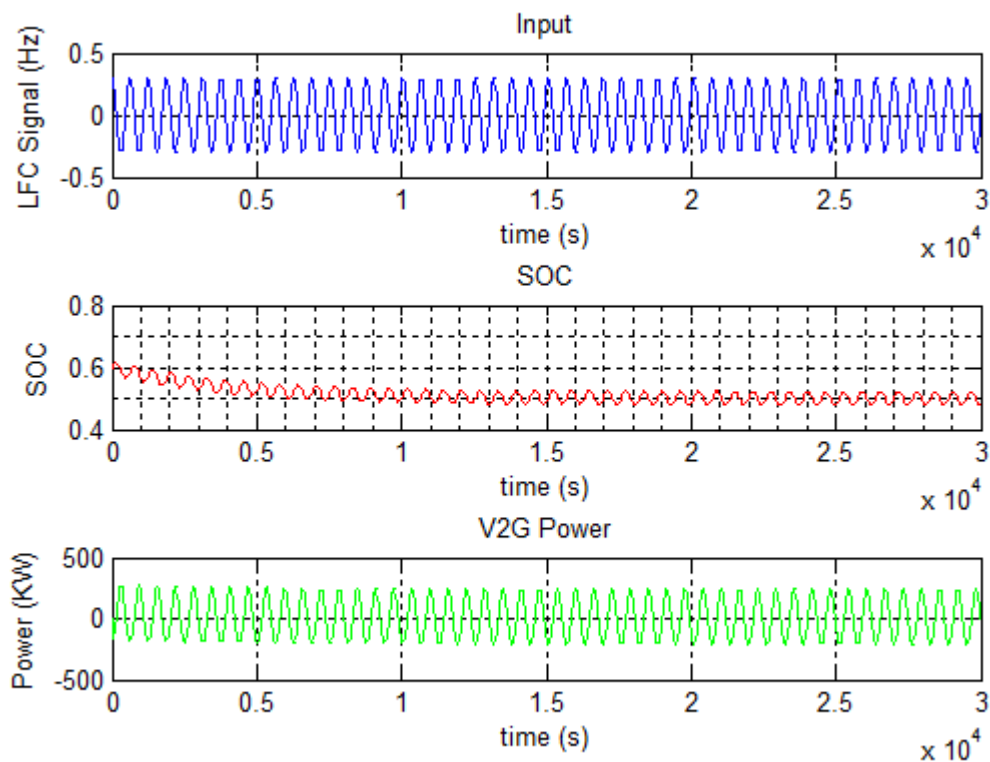 Input
LFC Signal (Hz)
0.5
0
-0.5
0 0.5 1 1.5 2 2.5 3
time (s)
x 10^4
SOC
SOC
0.8
0.6
0.4
0 0.5 1 1.5 2 2.5 3
time (s)
x 10^4
V2G Power
Power (KW)
500
0
-500
0 0.5 1 1.5 2 2.5 3
time (s)
x 10^4